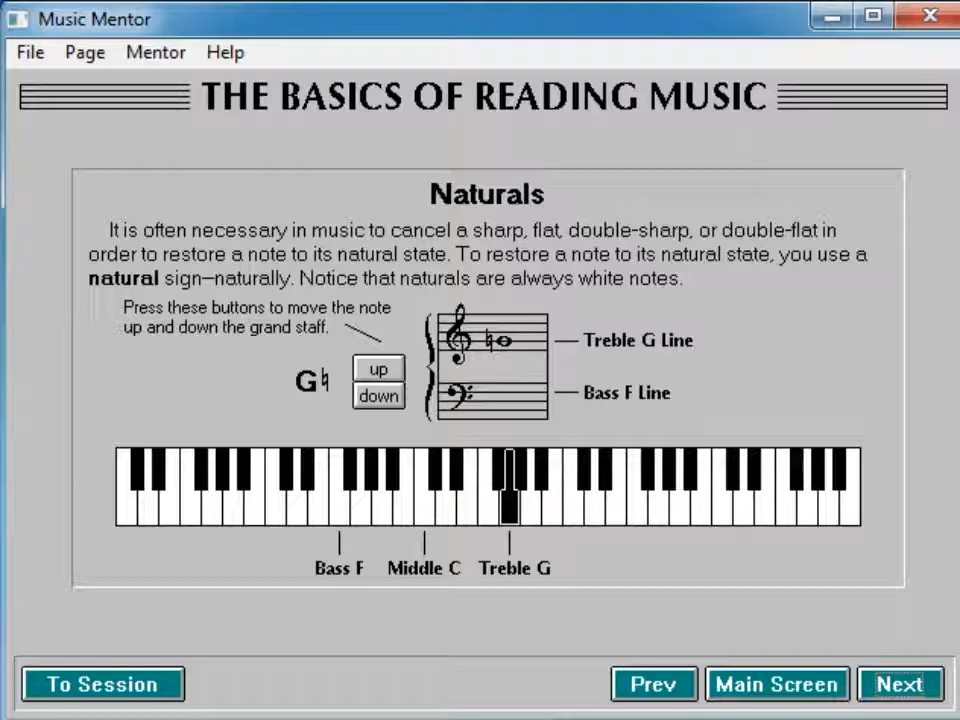 Music Mentor
File Page Mentor Help
THE BASICS OF READING MUSIC
Naturals
It is often necessary in music to cancel a sharp, flat, double-sharp, or double-flat in
order to restore a note to its natural state. To restore a note to its natural state, you use a
natural sign—naturally. Notice that naturals are always white notes.
Press these buttons to move the note
up and down the grand staff.
G♮
up
down
Treble G Line
Bass F Line
Bass F Middle C Treble G
To Session Prev Main Screen Next